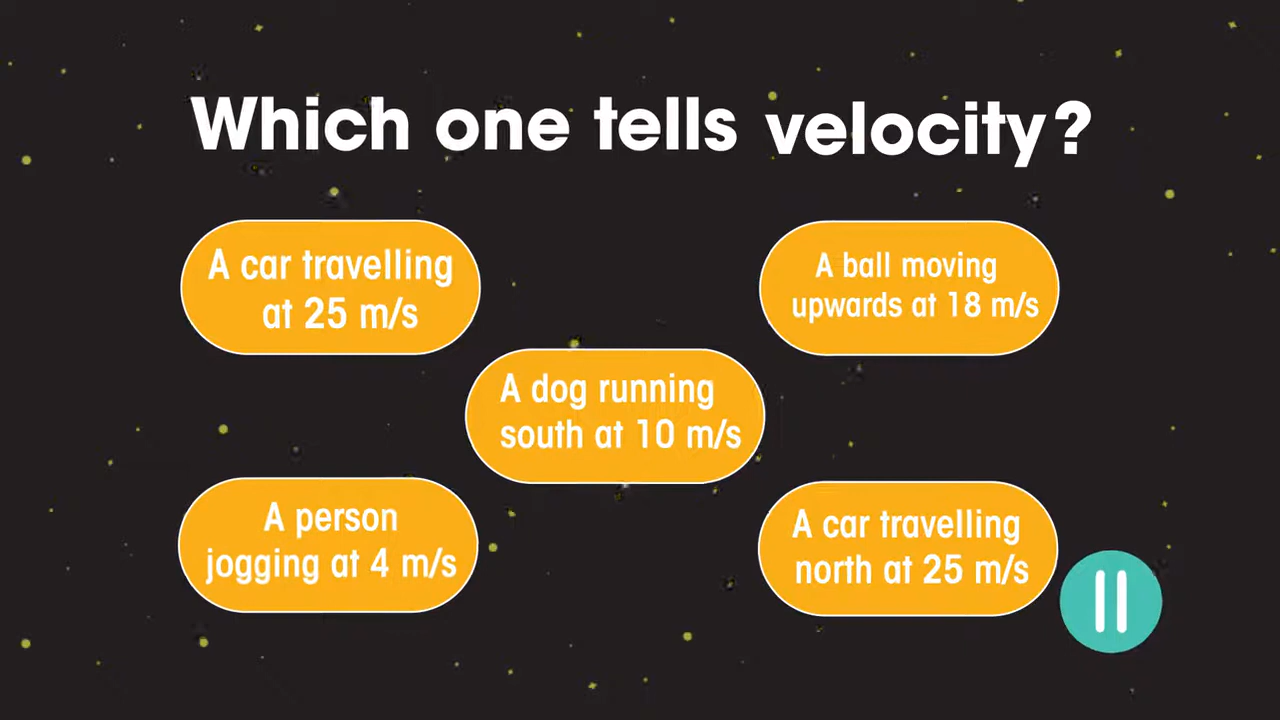 Which one tells velocity?
A car travelling
at 25 m/s
A ball moving
upwards at 18 m/s
A dog running
south at 10 m/s
A person
jogging at 4 m/s
A car travelling
north at 25 m/s